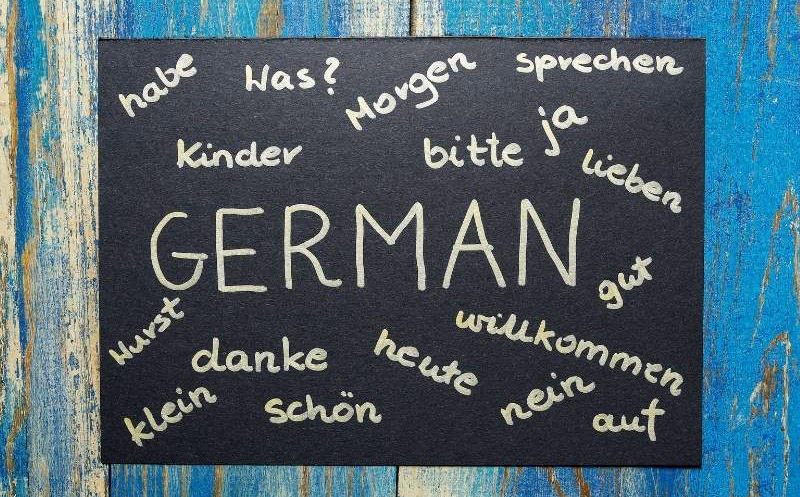 habe
Was?
Morgen
sprechen
Kinder
bitte
ja
lieben
GERMAN
gut
Wurst
danke
heute
willkommen
klein
schön
nein
auf